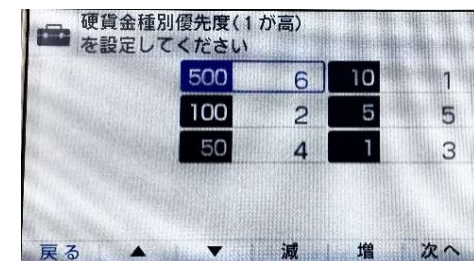 硬貨金種別優先度(1が高)
を設定してください
500 6 10 1
100 2 5 5
50 4 1 3
戻る ▲ ▼ 減 増 次へ